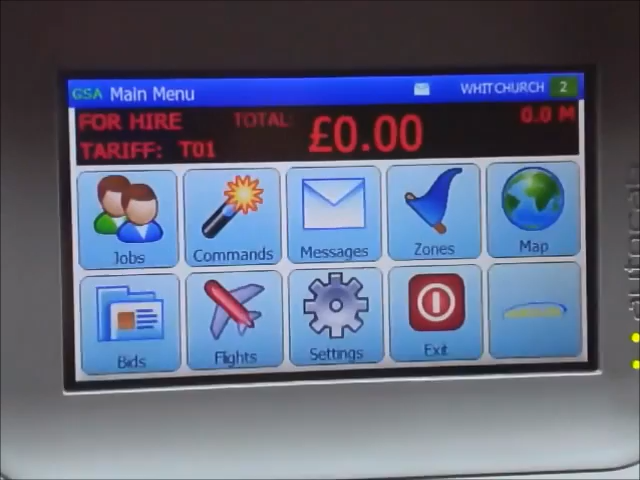 GSA Main Menu WHITCHURCH 2
FOR HIRE TOTAL: £0.00 0.0 M
TARIFF: T01
Jobs Commands Messages Zones Map
Bids Flights Settings Exit
autocab